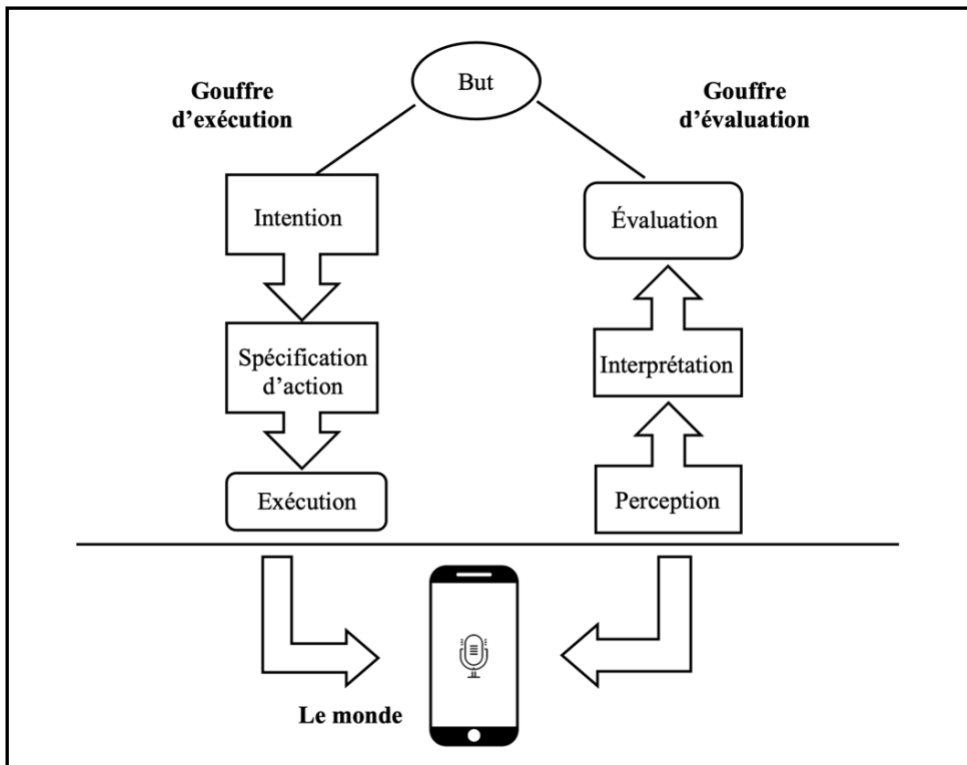 But
Gouffre
d’exécution
Gouffre
d’évaluation
Intention
Évaluation
Spécification
d’action
Interprétation
Exécution
Perception
Le monde